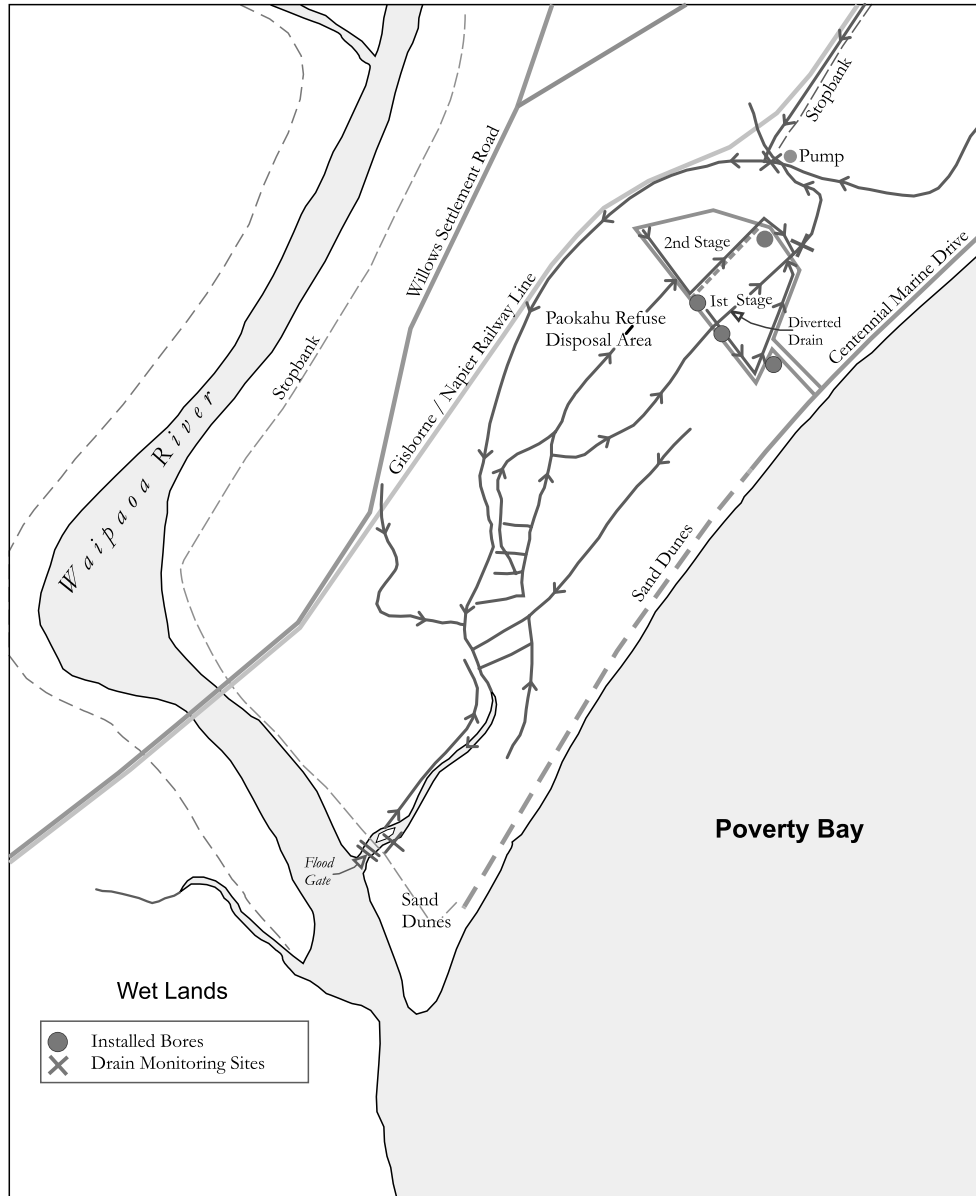 Stopbank
Pump
Willows Settlement Road
2nd Stage
Centennial Marine Drive
Ist Stage
Gisborne / Napier Railway Line
Paokahu Refuse
Disposal Area
Diverted
Drain
Stopbank
Waipaoa River
Sand Dunes
Poverty Bay
Flood
Gate
Sand
Dunes
Wet Lands
Installed Bores
Drain Monitoring Sites